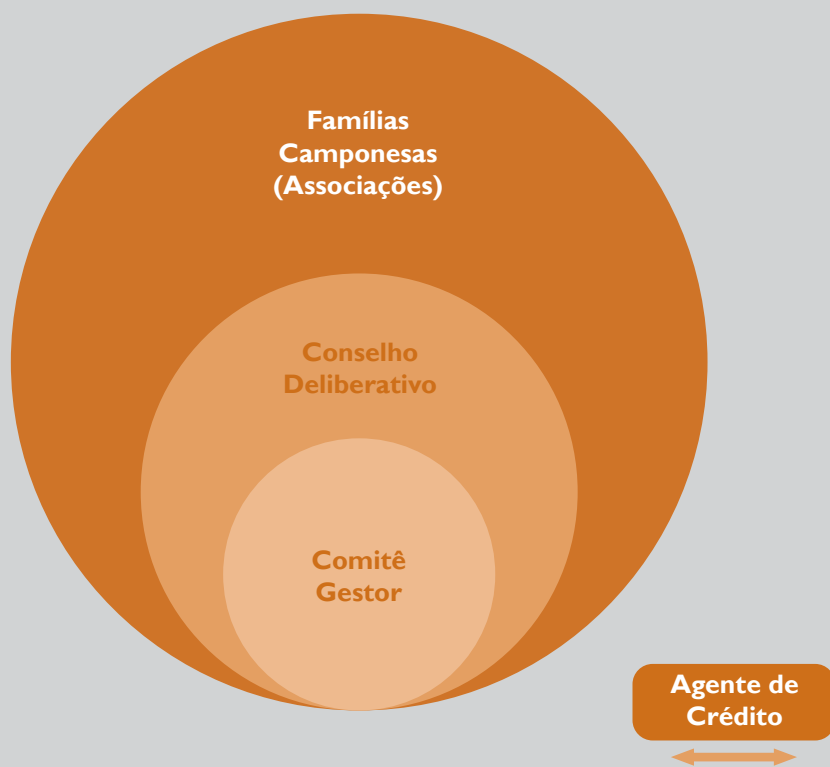 Famílias
Camponesas
(Associações)
Conselho
Deliberativo
Comitê
Gestor
Agente de
Crédito